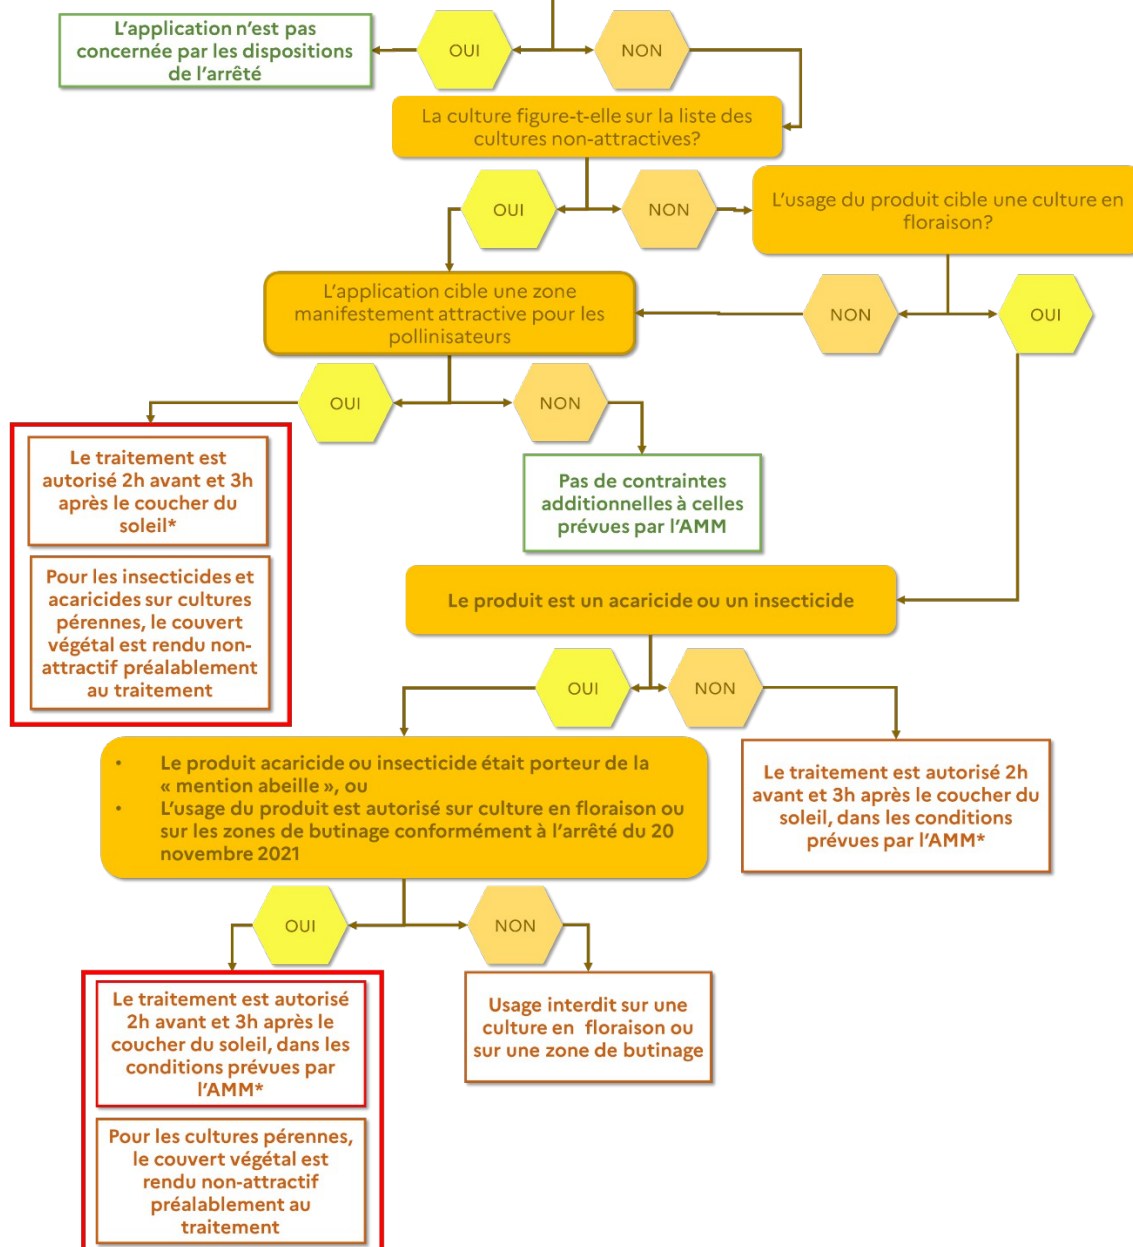 L'application n'est pas
concernée par les dispositions
de l'arrêté
OUI
NON
La culture figure-t-elle sur la liste des
cultures non-attractives?
OUI
NON
L'usage du produit cible une culture en
floraison?
L'application cible une zone
manifestement attractive pour les
pollinisateurs
NON
OUI
OUI
NON
Le traitement est
autorisé 2h avant et 3h
après le coucher du
soleil*
Pour les insecticides et
acaricides sur cultures
pérennes, le couvert
végétal est rendu non-
attractif préalablement
au traitement
Pas de contraintes
additionnelles à celles
prévues par l'AMM
Le produit est un acaricide ou un insecticide
OUI
NON
• Le produit acaricide ou insecticide était porteur de la
« mention abeille », ou
• L'usage du produit est autorisé sur culture en floraison ou
sur les zones de butinage conformément à l'arrêté du 20
novembre 2021
Le traitement est autorisé 2h
avant et 3h après le coucher du
soleil, dans les conditions
prévues par l'AMM*
OUI
NON
Le traitement est autorisé
2h avant et 3h après le
coucher du soleil, dans les
conditions prévues par
l'AMM*
Pour les cultures pérennes,
le couvert végétal est
rendu non-attractif
préalablement au
traitement
Usage interdit sur une
culture en floraison ou
sur une zone de butinage